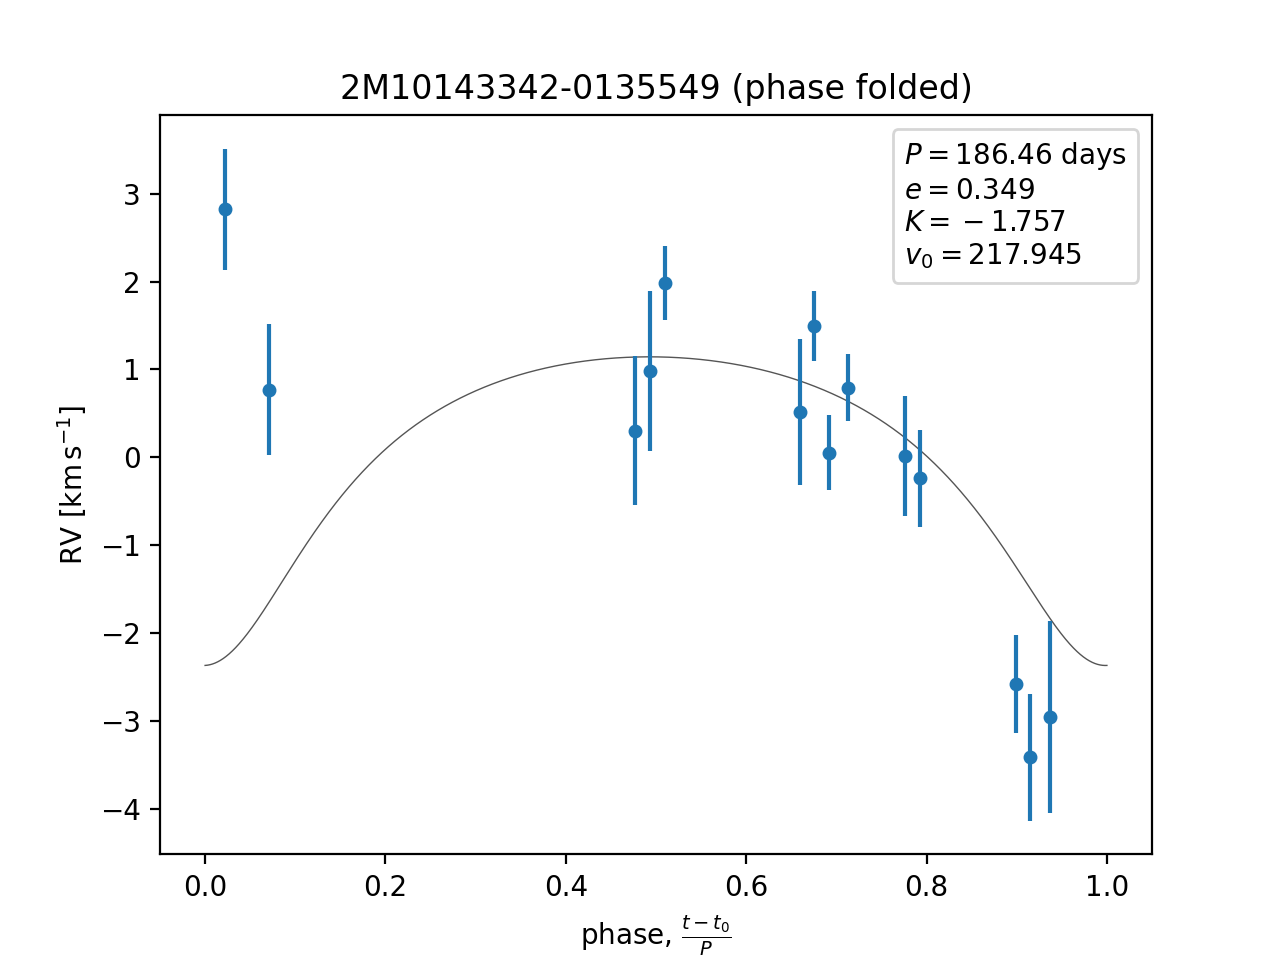 2M10143342-0135549 (phase folded)
P = 186.46 days
e = 0.349
K = −1.757
v₀ = 217.945
RV [km s⁻¹]
3
2
1
0
−1
−2
−3
−4
0.0 0.2 0.4 0.6 0.8 1.0
phase, (t − t₀)/P